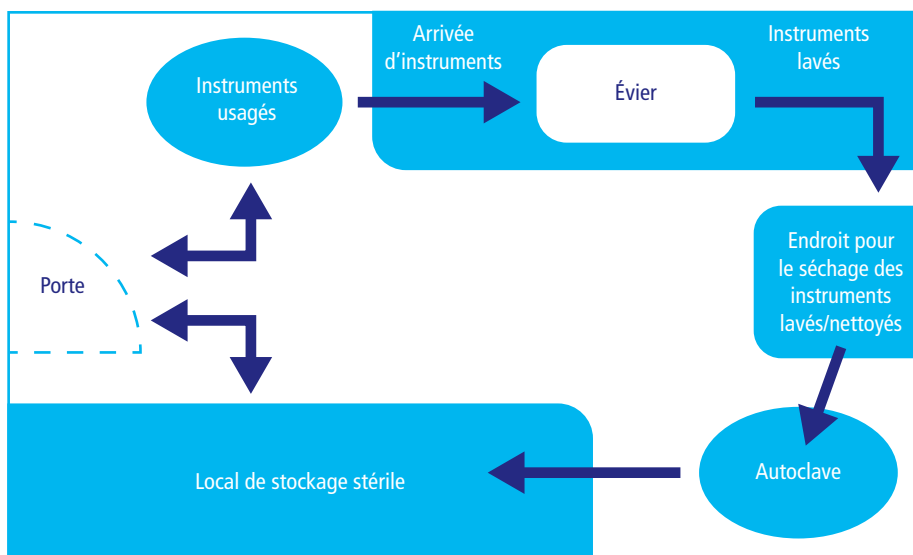 Instruments
usagés
Arrivée
d’instruments
Évier
Instruments
lavés
Endroit pour
le séchage des
instruments
lavés/nettoyés
Porte
Autoclave
Local de stockage stérile